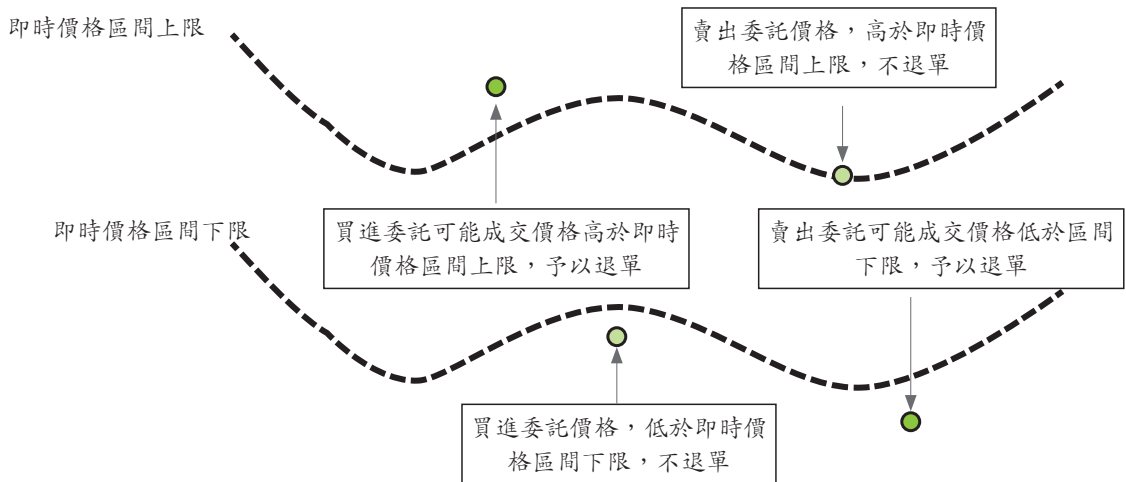 即時價格區間上限
賣出委託價格，高於即時價
格區間上限，不退單
即時價格區間下限
買進委託可能成交價格高於即時
價格區間上限，予以退單
賣出委託可能成交價格低於區間
下限，予以退單
買進委託價格，低於即時價
格區間下限，不退單